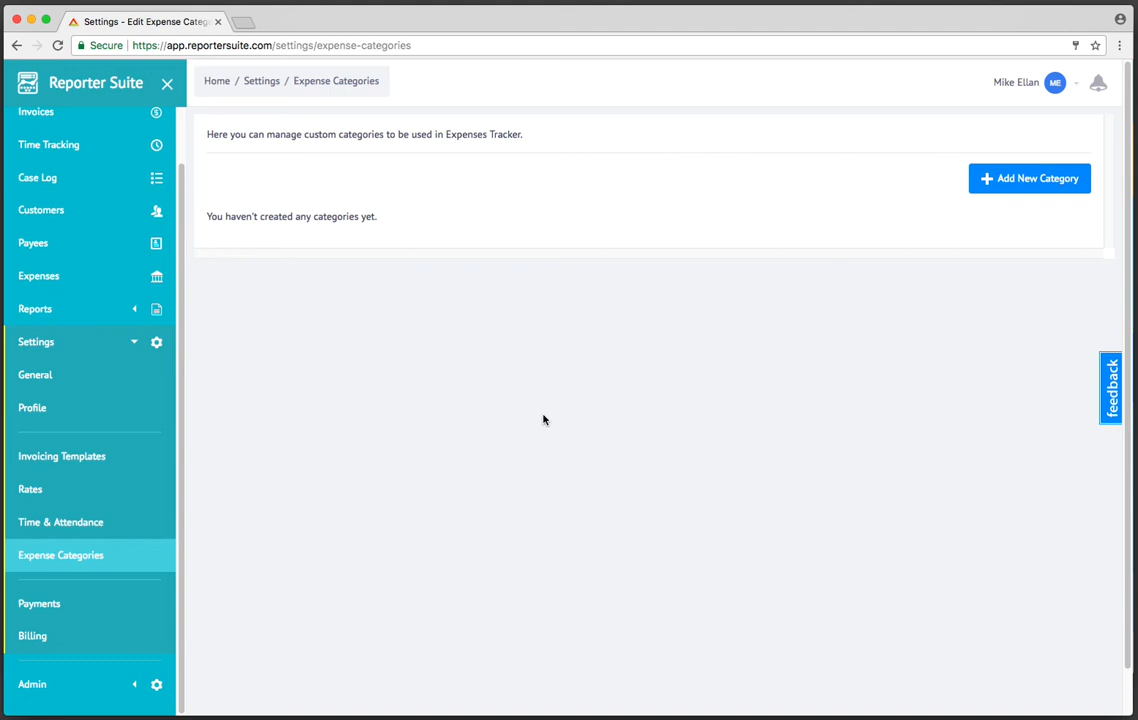 Settings - Edit Expense Categ
Secure
https://app.reportersuite.com/settings/expense-categories
Reporter Suite
Home / Settings / Expense Categories
Mike Ellan ME
Invoices
Time Tracking
Case Log
Customers
Payees
Expenses
Reports
Settings
General
Profile
Invoicing Templates
Rates
Time & Attendance
Expense Categories
Payments
Billing
Admin
Here you can manage custom categories to be used in Expenses Tracker.
Add New Category
You haven't created any categories yet.
feedback